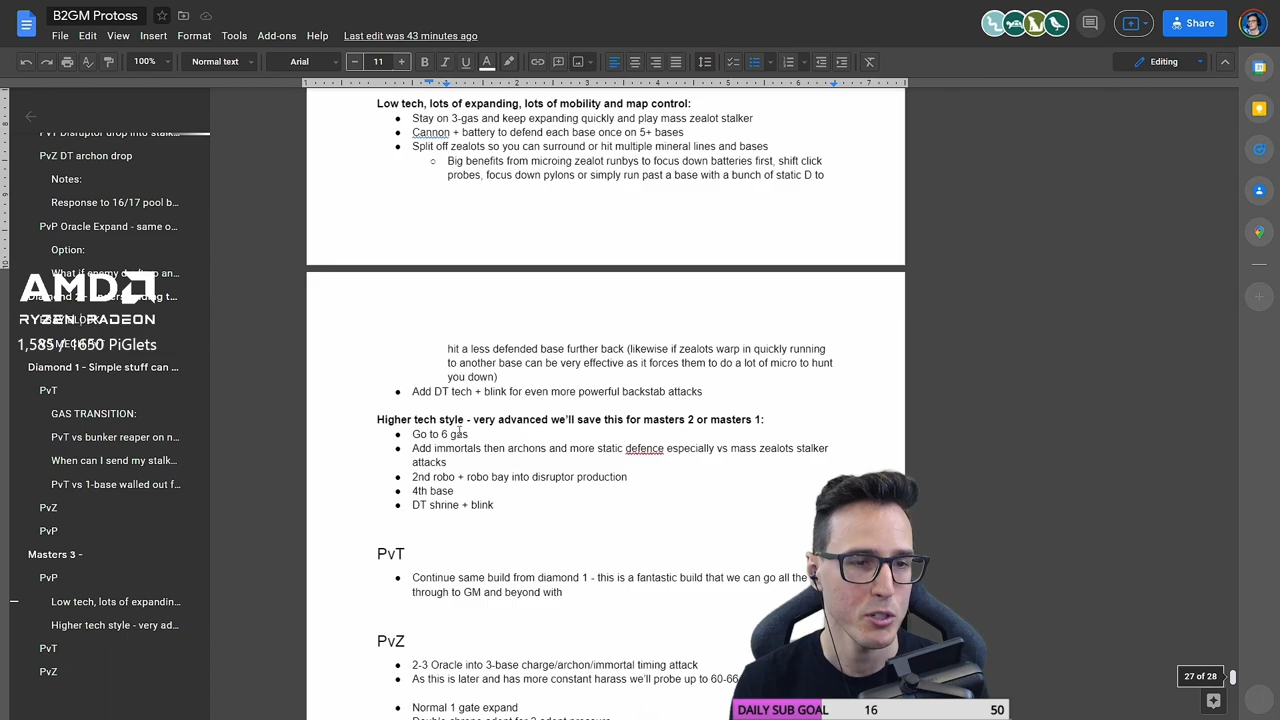 B2GM Protoss
File Edit View Insert Format Tools Add-ons Help Last edit was 43 minutes ago
Share
100% Normal text Arial 11 Editing
1 1 2 3 4 5 6 7
PvZ DT archon drop
Notes:
Response to 16/17 pool b...
PvP Oracle Expand - same o...
Option:
AMD
RYZEN RADEON
1,585 / 1650 PiGlets
Diamond 1 - Simple stuff can ...
PvT
GAS TRANSITION:
PvT vs bunker reaper on n...
When can I send my stalk...
PvT vs 1-base walled out f...
PvZ
PvP
Masters 3 -
PvP
Low tech, lots of expandin...
Higher tech style - very ad...
PvT
PvZ
Low tech, lots of expanding, lots of mobility and map control:
● Stay on 3-gas and keep expanding quickly and play mass zealot stalker
● Cannon + battery to defend each base once on 5+ bases
● Split off zealots so you can surround or hit multiple mineral lines and bases
○ Big benefits from microing zealot runbys to focus down batteries first, shift click
probes, focus down pylons or simply run past a base with a bunch of static D to
hit a less defended base further back (likewise if zealots warp in quickly running
to another base can be very effective as it forces them to do a lot of micro to hunt
you down)
● Add DT tech + blink for even more powerful backstab attacks
Higher tech style - very advanced we'll save this for masters 2 or masters 1:
● Go to 6 gas
● Add immortals then archons and more static defence especially vs mass zealots stalker
attacks
● 2nd robo + robo bay into disruptor production
● 4th base
● DT shrine + blink
PvT
● Continue same build from diamond 1 - this is a fantastic build that we can go all the
through to GM and beyond with
PvZ
● 2-3 Oracle into 3-base charge/archon/immortal timing attack
● As this is later and has more constant harass we'll probe up to 60-66
● Normal 1 gate expand
27 of 28
DAILY SUB GOAL 16 50